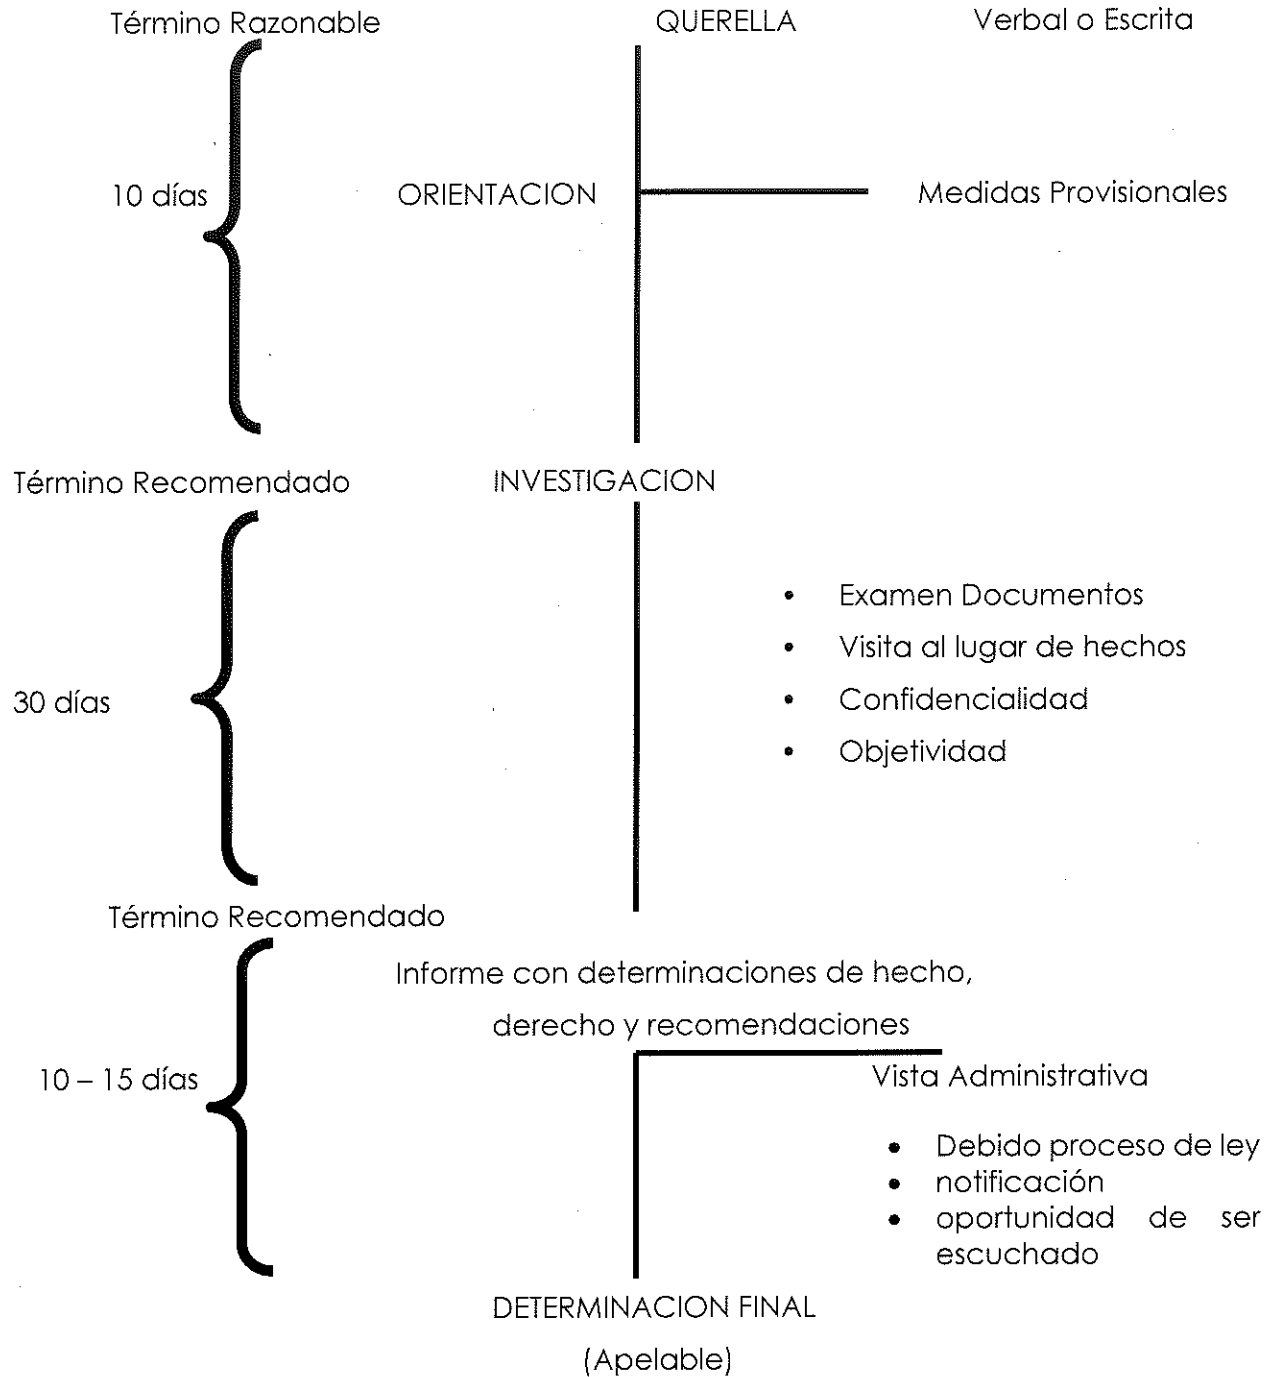 Término Razonable
QUERELLA
Verbal o Escrita
10 días
ORIENTACION
Medidas Provisionales
Término Recomendado
INVESTIGACION
• Examen Documentos
• Visita al lugar de hechos
30 días
• Confidencialidad
• Objetividad
Término Recomendado
Informe con determinaciones de hecho,
derecho y recomendaciones
10 – 15 días
Vista Administrativa
• Debido proceso de ley
• notificación
• oportunidad de ser
escuchado
DETERMINACION FINAL
(Apelable)